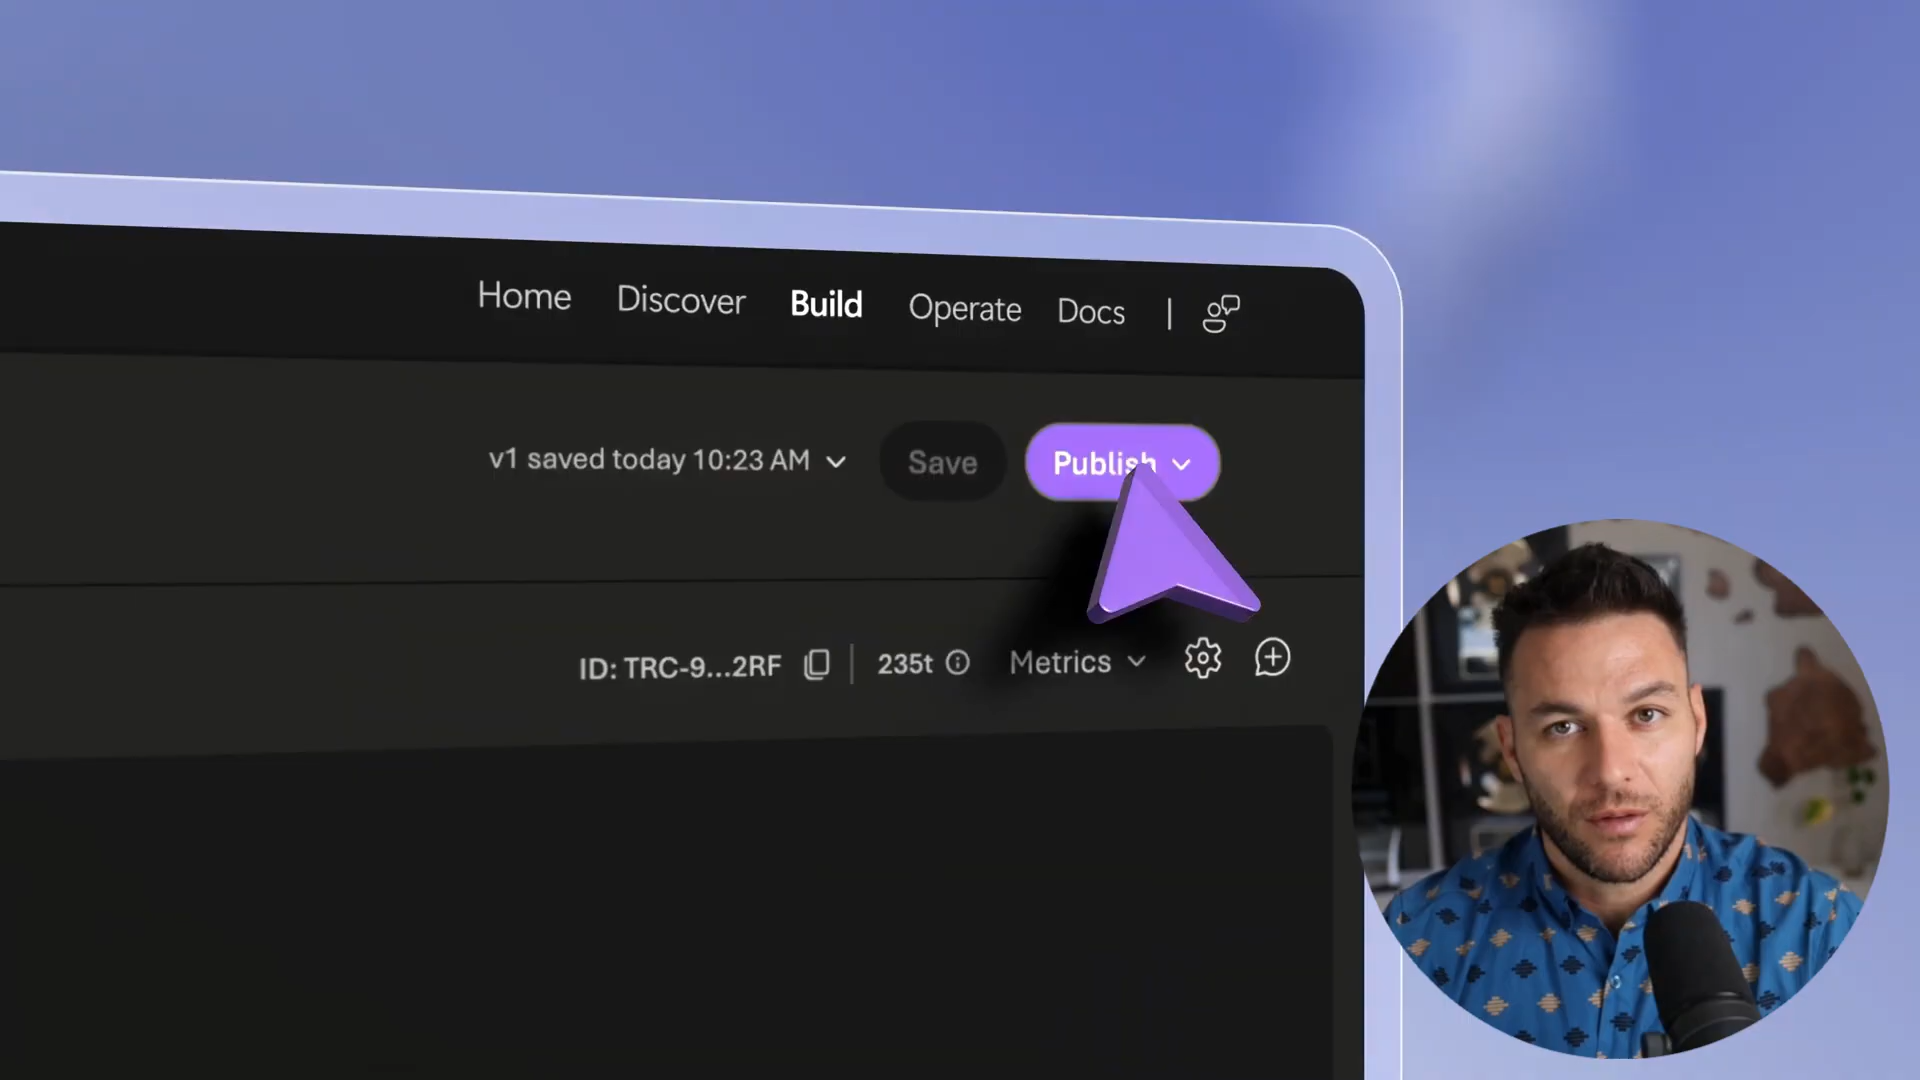 Home Discover Build Operate Docs
v1 saved today 10:23 AM Save Publish
ID: TRC-9...2RF 235t Metrics